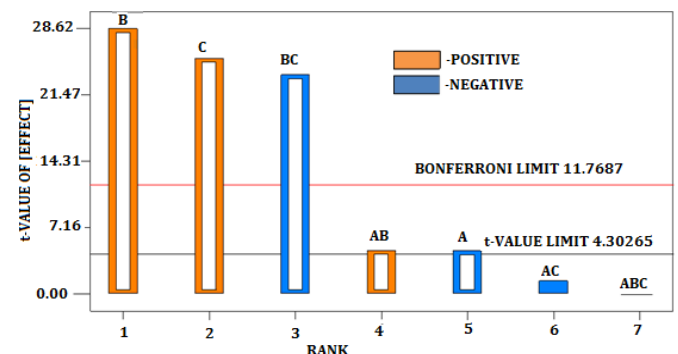 B
28.62
C
BC
-POSITIVE
-NEGATIVE
21.47
t-VALUE OF [EFFECT]
14.31
BONFERRONI LIMIT 11.7687
7.16
AB
A
t-VALUE LIMIT 4.30265
AC
ABC
0.00
1 2 3 4 5 6 7
RANK